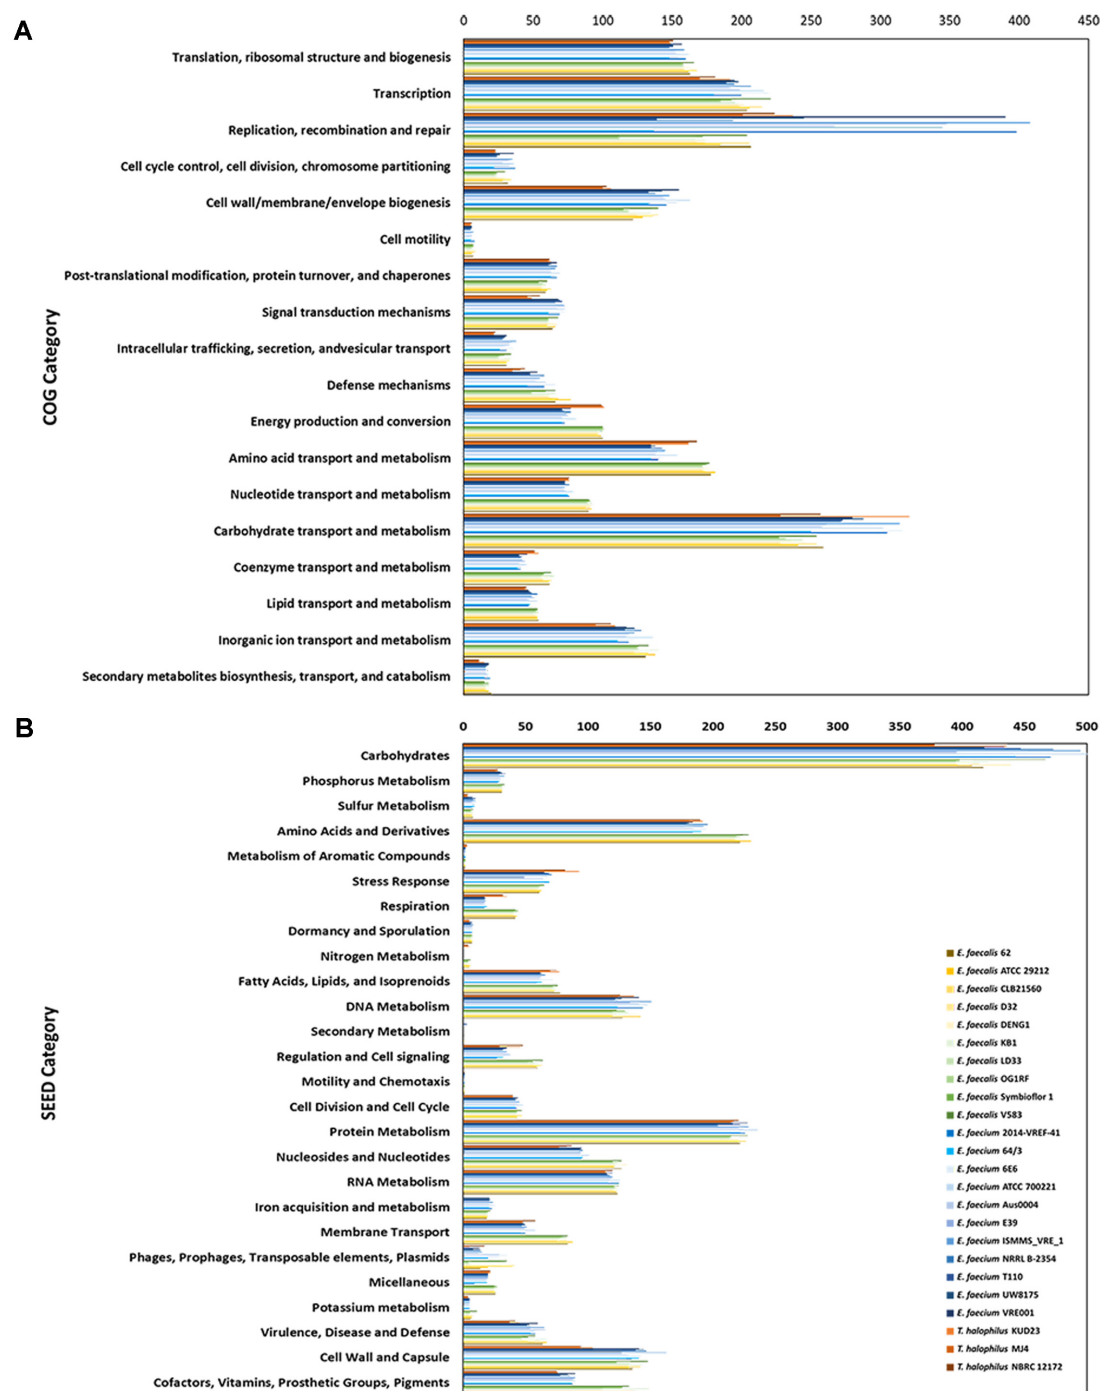 A
0 50 100 150 200 250 300 350 400 450
Translation, ribosomal structure and biogenesis
Transcription
Replication, recombination and repair
Cell cycle control, cell division, chromosome partitioning
Cell wall/membrane/envelope biogenesis
Cell motility
Post-translational modification, protein turnover, and chaperones
Signal transduction mechanisms
Intracellular trafficking, secretion, andvesicular transport
Defense mechanisms
Energy production and conversion
Amino acid transport and metabolism
Nucleotide transport and metabolism
Carbohydrate transport and metabolism
Coenzyme transport and metabolism
Lipid transport and metabolism
Inorganic ion transport and metabolism
Secondary metabolites biosynthesis, transport, and catabolism
COG Category
B
0 50 100 150 200 250 300 350 400 450 500
Carbohydrates
Phosphorus Metabolism
Sulfur Metabolism
Amino Acids and Derivatives
Metabolism of Aromatic Compounds
Stress Response
Respiration
Dormancy and Sporulation
Nitrogen Metabolism
Fatty Acids, Lipids, and Isoprenoids
DNA Metabolism
Secondary Metabolism
Regulation and Cell signaling
Motility and Chemotaxis
Cell Division and Cell Cycle
Protein Metabolism
Nucleosides and Nucleotides
RNA Metabolism
Iron acquisition and metabolism
Membrane Transport
Phages, Prophages, Transposable elements, Plasmids
Micellaneous
Potassium metabolism
Virulence, Disease and Defense
Cell Wall and Capsule
Cofactors, Vitamins, Prosthetic Groups, Pigments
SEED Category
E. faecalis 62
E. faecalis ATCC 29212
E. faecalis CLB21560
E. faecalis D32
E. faecalis DENG1
E. faecalis KB1
E. faecalis LD33
E. faecalis OG1RF
E. faecalis Symbioflor 1
E. faecalis V583
E. faecium 2014-VREF-41
E. faecium 64/3
E. faecium 6E6
E. faecium ATCC 700221
E. faecium Aus0004
E. faecium E39
E. faecium ISMMS_VRE_1
E. faecium NRRL B-2354
E. faecium T110
E. faecium UW8175
E. faecium VRE001
T. halophilus KUD23
T. halophilus MJ4
T. halophilus NBRC 12172